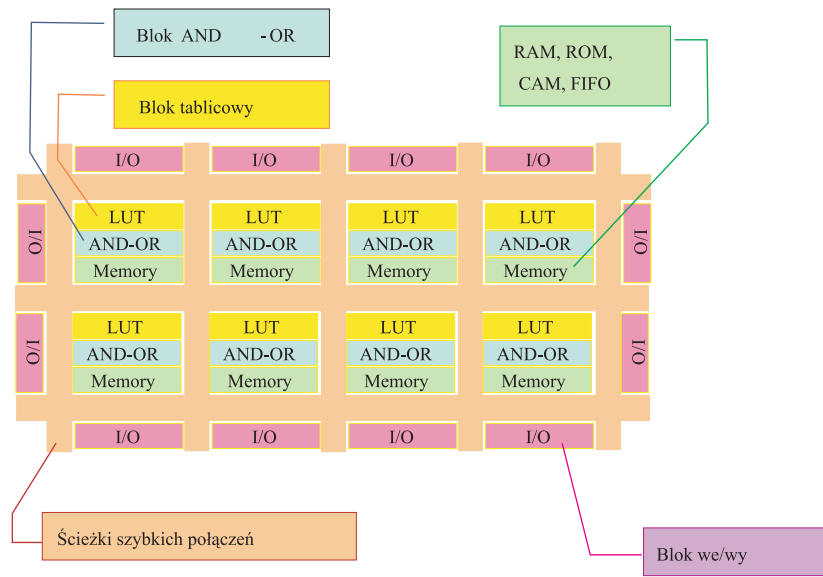 Blok AND - OR
RAM, ROM,
CAM, FIFO
Blok tablicowy
I/O I/O I/O I/O
I/O LUT LUT LUT LUT I/O
AND-OR AND-OR AND-OR AND-OR
Memory Memory Memory Memory
I/O LUT LUT LUT LUT I/O
AND-OR AND-OR AND-OR AND-OR
Memory Memory Memory Memory
I/O I/O I/O I/O
Ścieżki szybkich połączeń
Blok we/wy